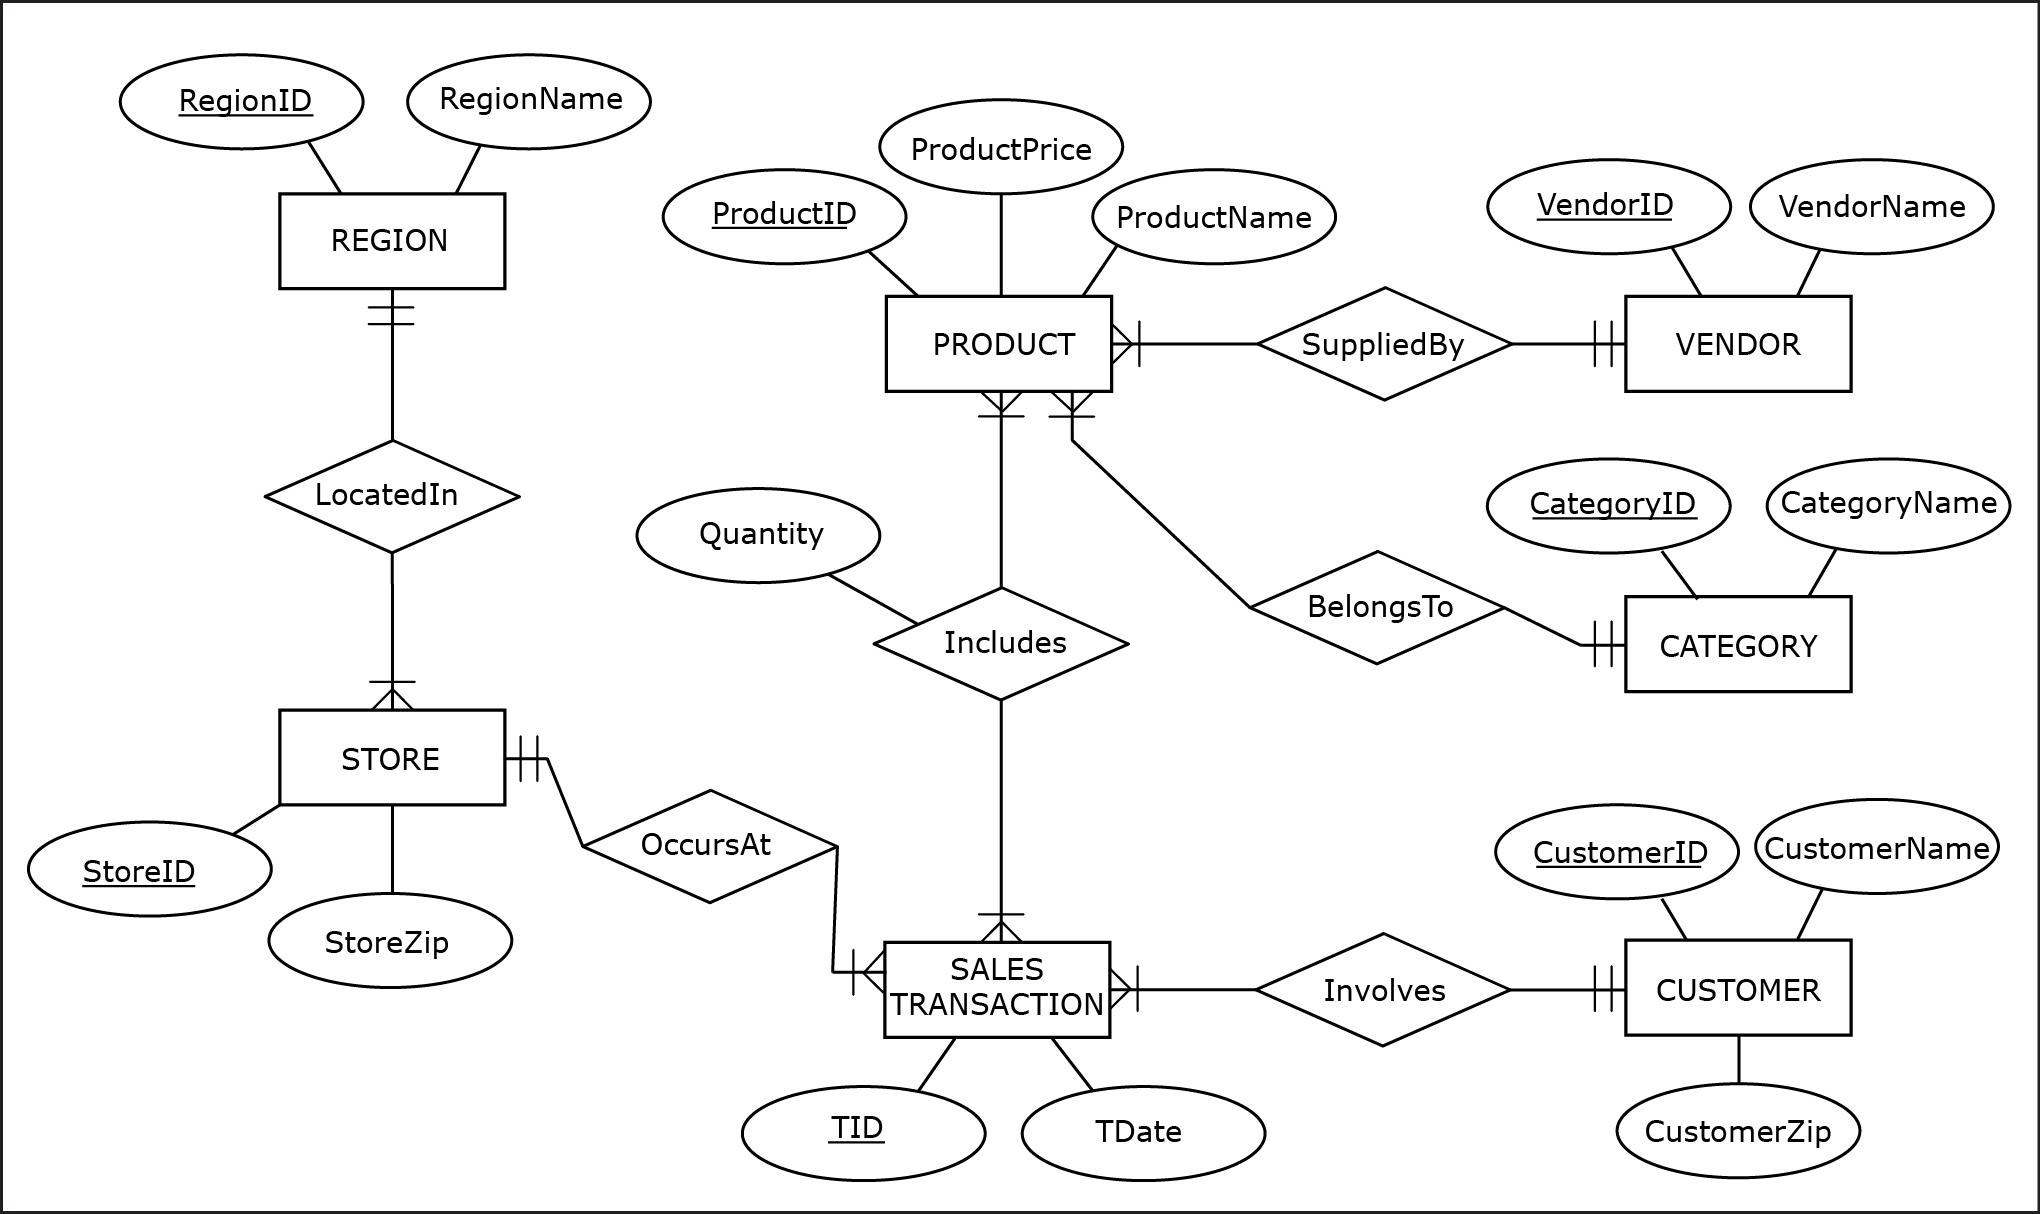 RegionID
RegionName
REGION
ProductPrice
ProductID
ProductName
VendorID
VendorName
PRODUCT
SuppliedBy
VENDOR
LocatedIn
Quantity
CategoryID
CategoryName
Includes
BelongsTo
CATEGORY
STORE
OccursAt
StoreID
StoreZip
CustomerID
CustomerName
SALES
TRANSACTION
Involves
CUSTOMER
TID
TDate
CustomerZip